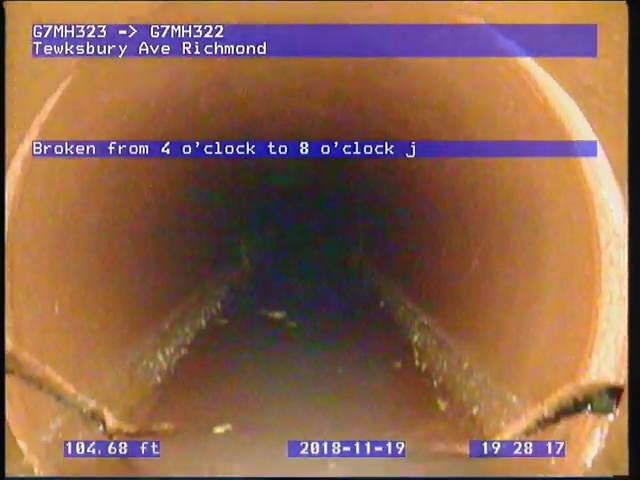 G7MH323 -> G7MH322
Tewksbury Ave Richmond
Broken from 4 o'clock to 8 o'clock j
104.68 ft 2018-11-19 19 28 17